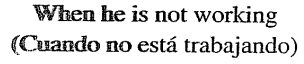 When he is not working
(Cuando no está trabajando)